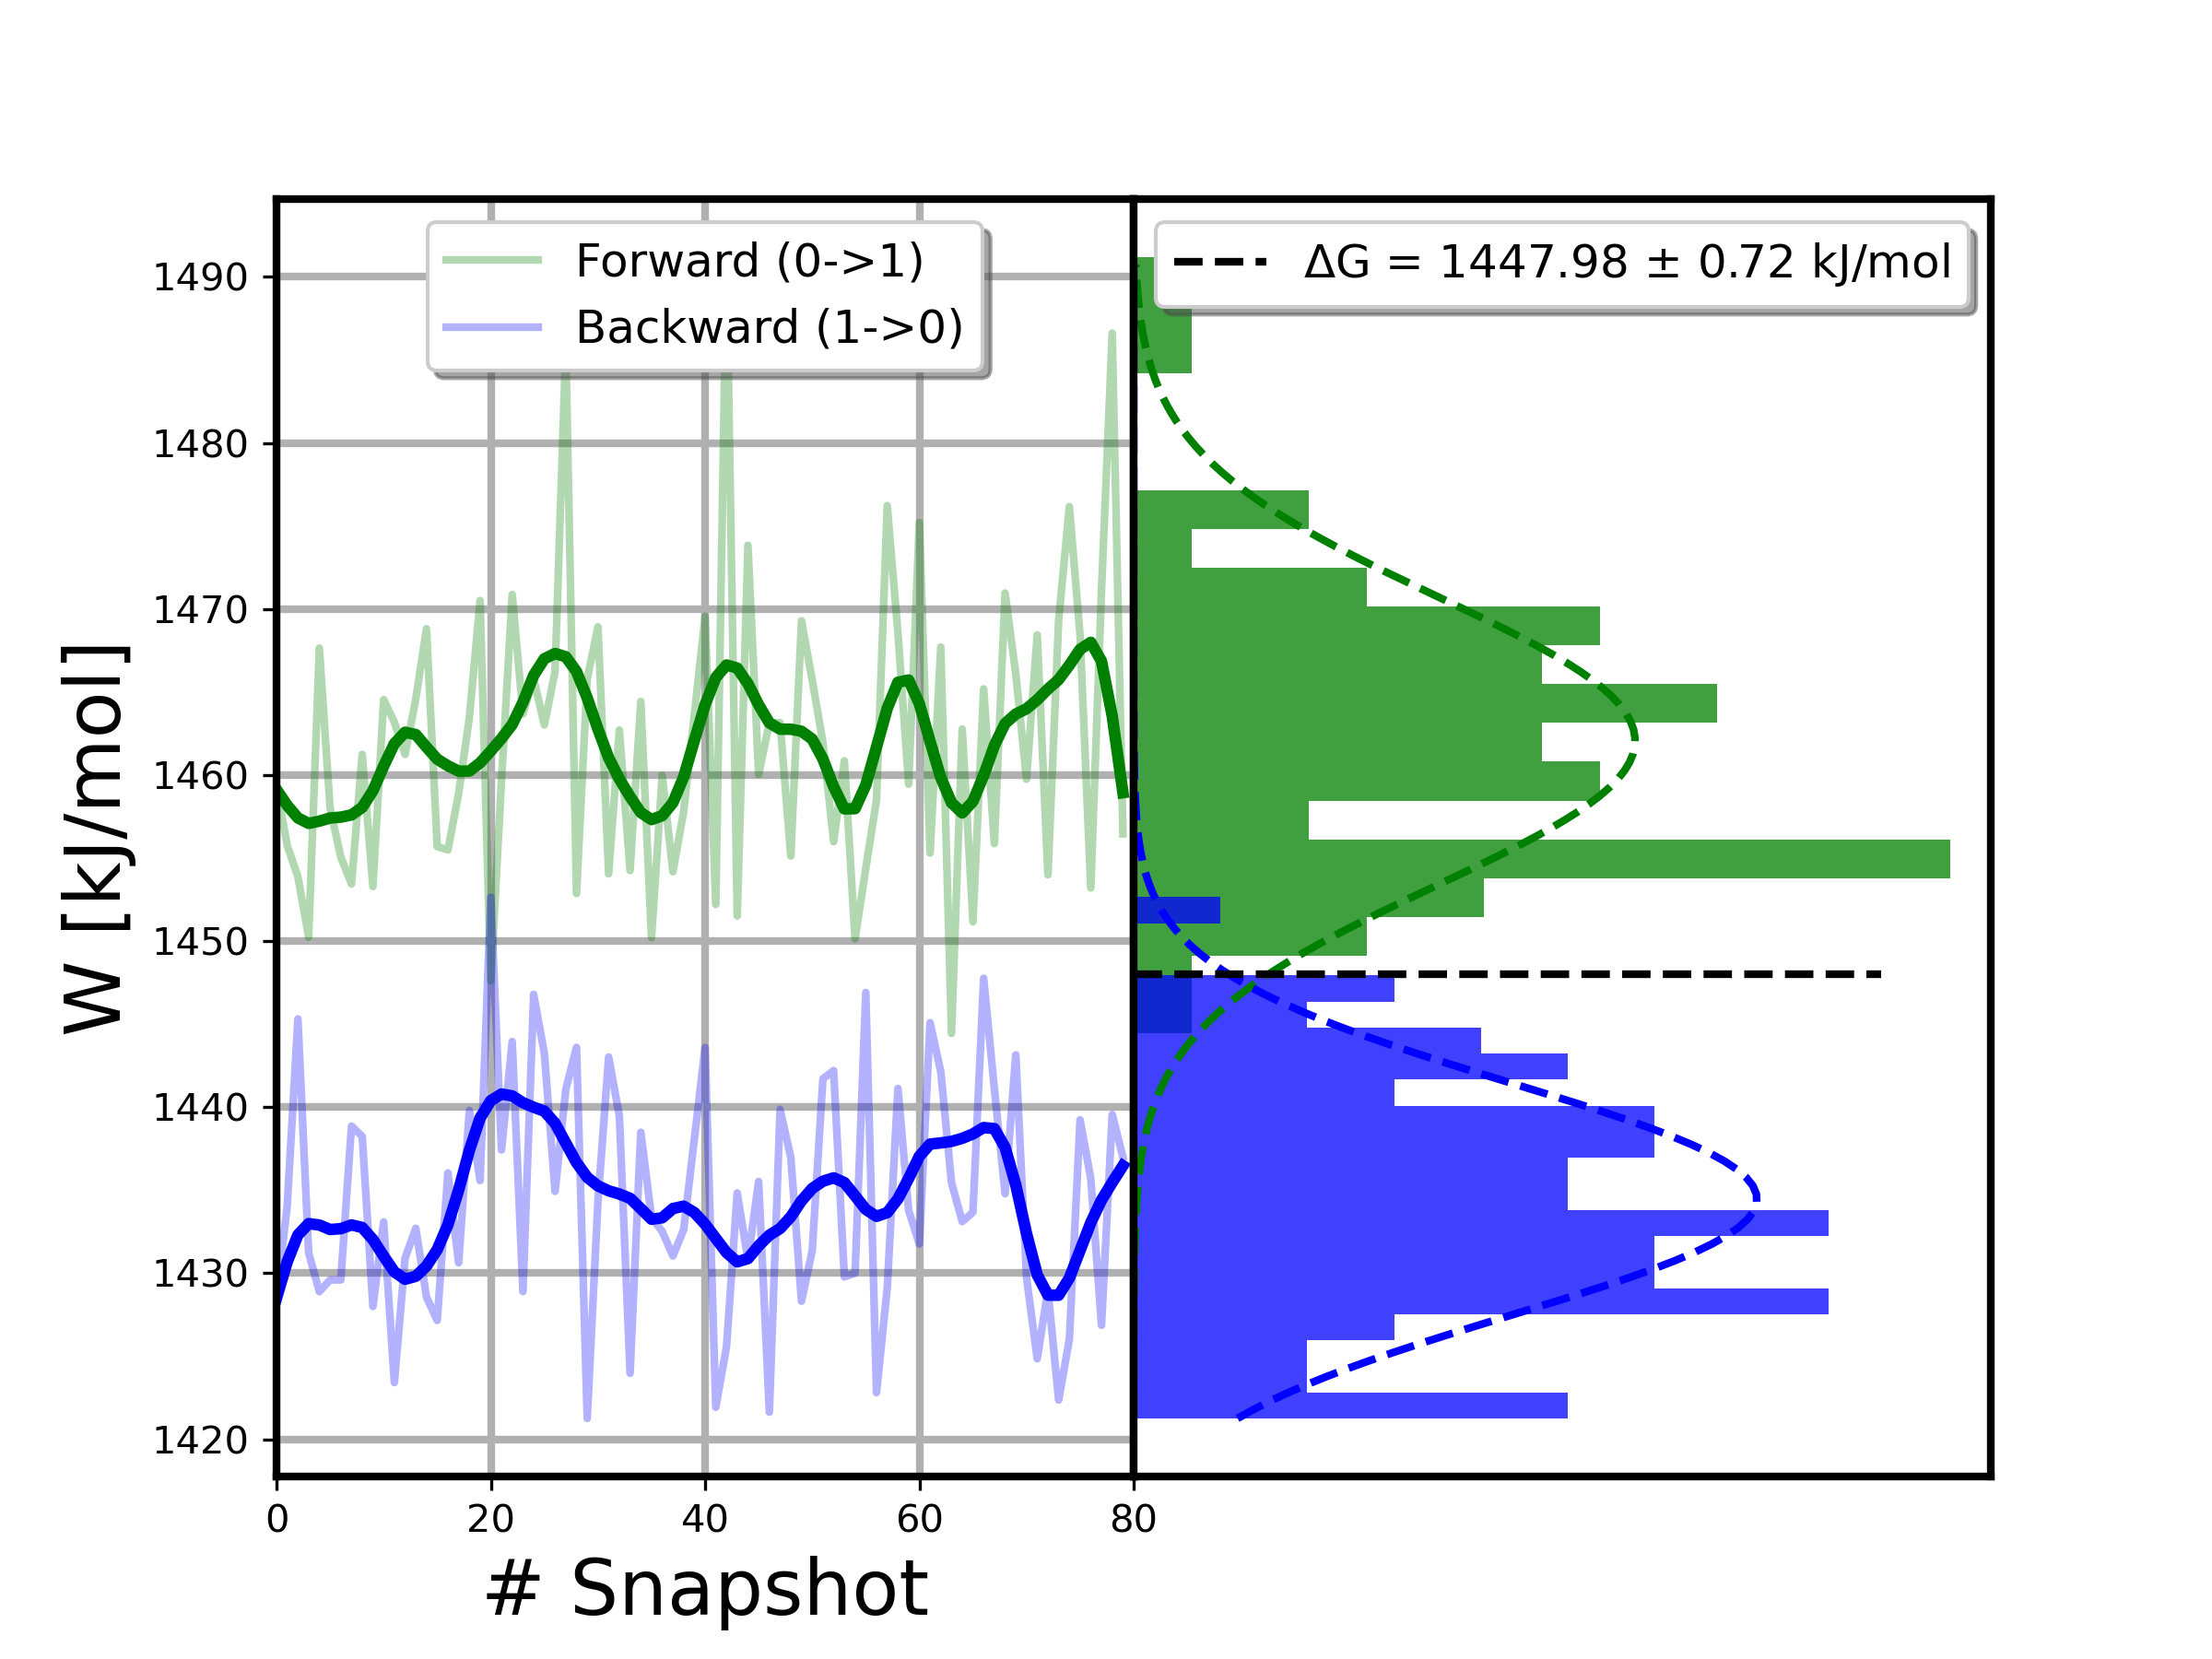 Forward (0->1)
Backward (1->0)
ΔG = 1447.98 ± 0.72 kJ/mol
W [kJ/mol]
1490
1480
1470
1460
1450
1440
1430
1420
0 20 40 60 80
# Snapshot